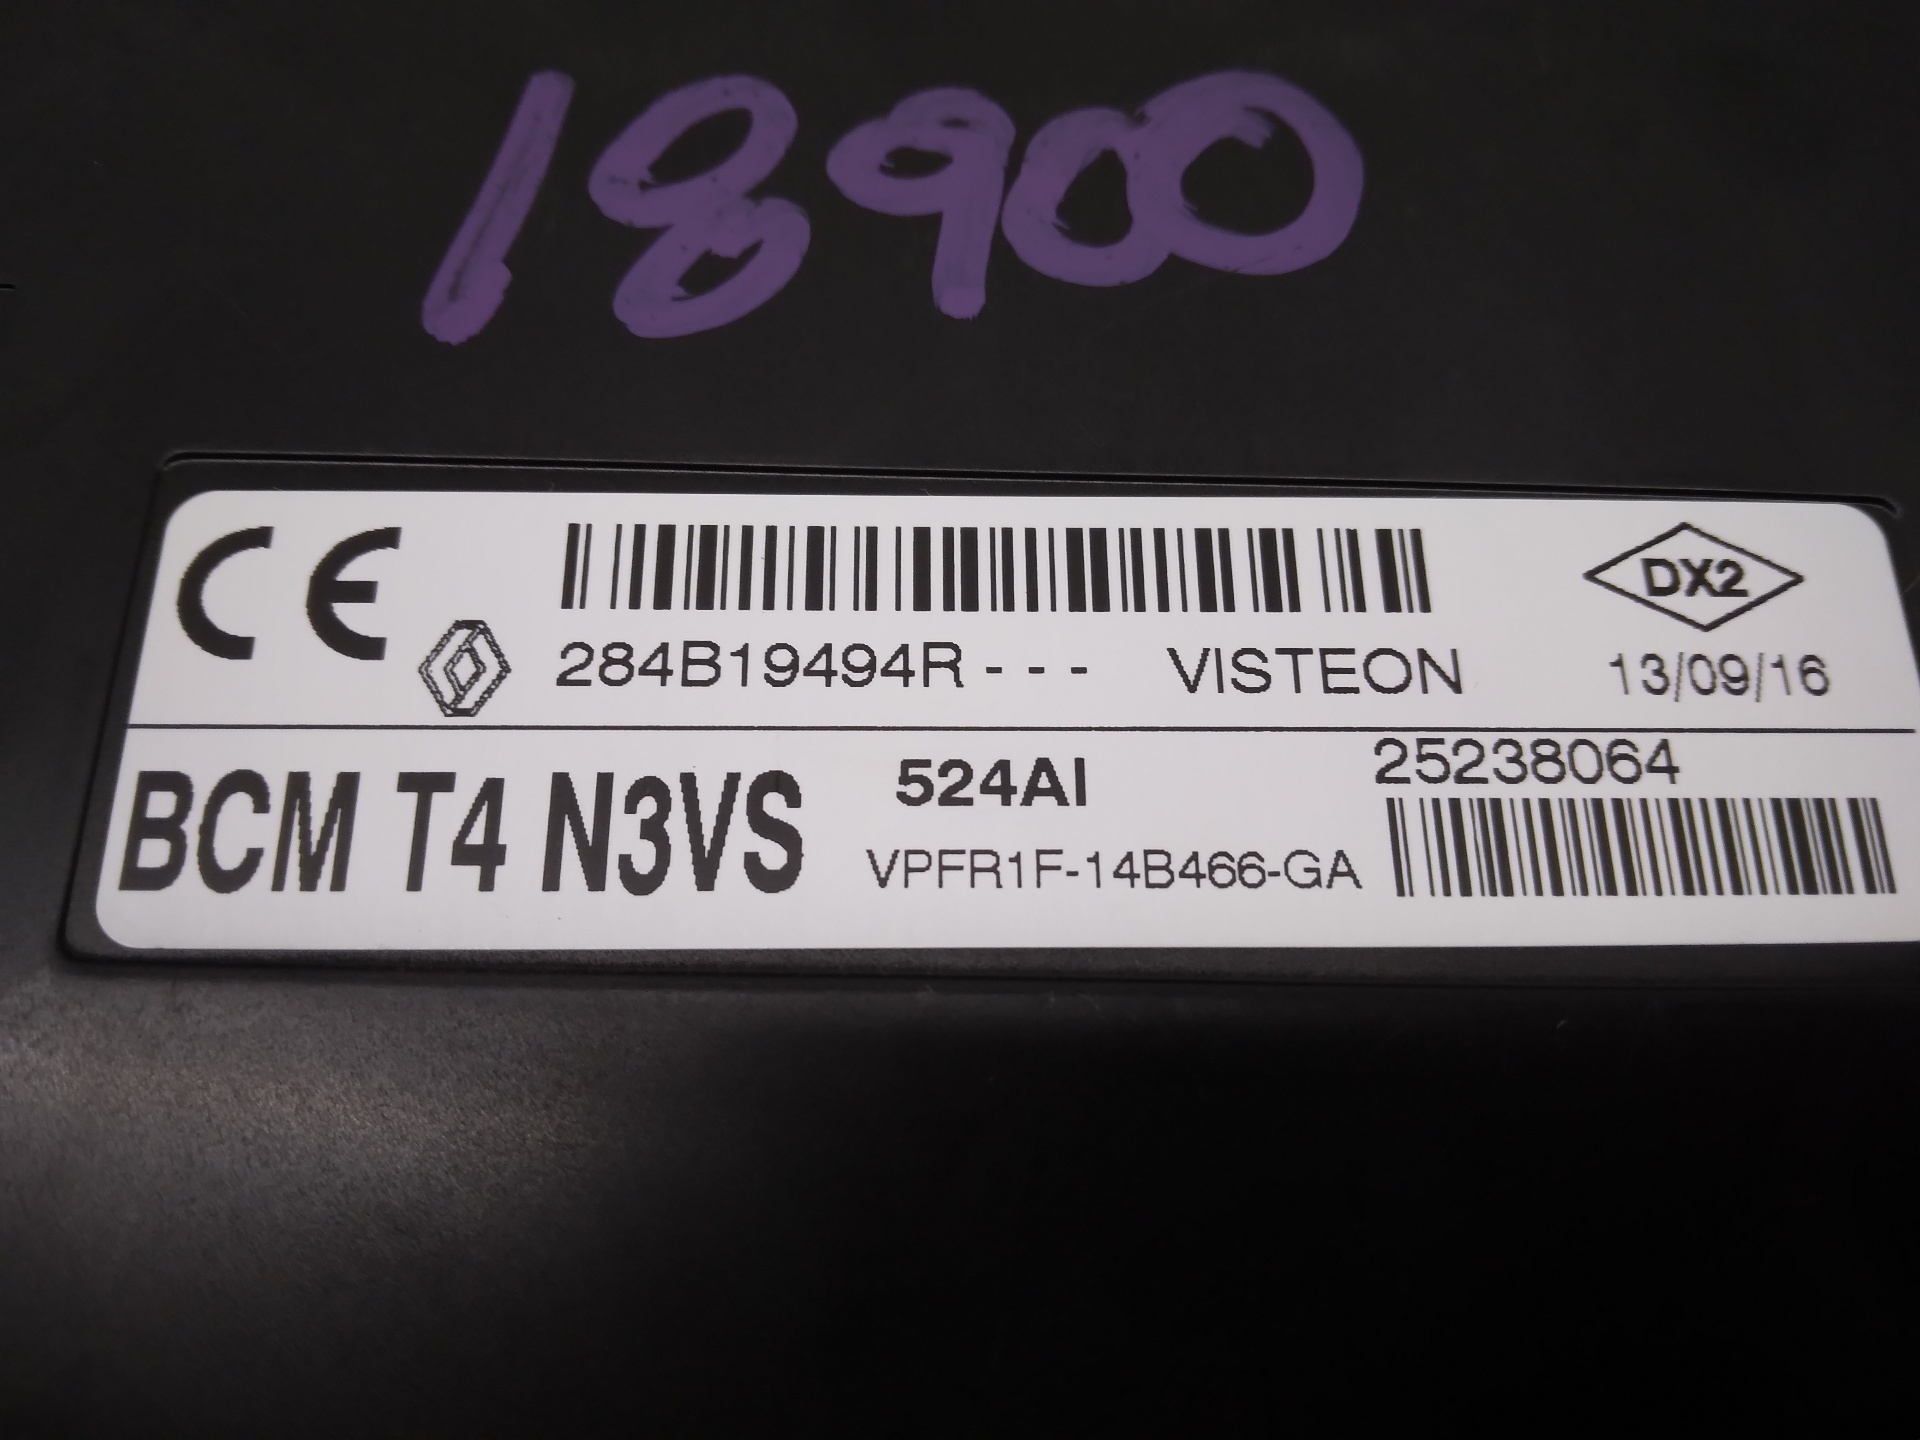 18900
CE
284B19494R - - - VISTEON
DX2
13/09/16
BCM T4 N3VS
524AI
VPFR1F-14B466-GA
25238064